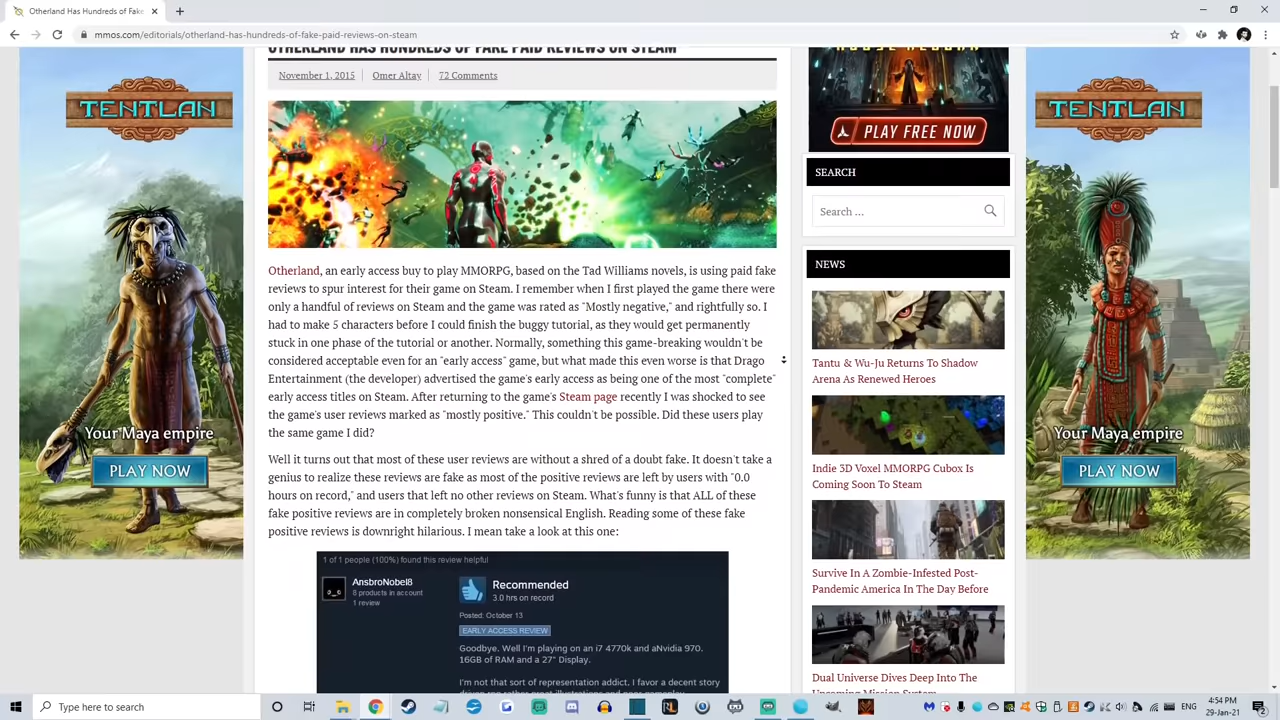 Otherland Has Hundreds of Fake
mmos.com/editorials/otherland-has-hundreds-of-fake-paid-reviews-on-steam
OTHERLAND HAS HUNDREDS OF FAKE PAID REVIEWS ON STEAM
November 1, 2015
Omer Altay
72 Comments
TENTLAN
Your Maya empire
PLAY NOW
Otherland, an early access buy to play MMORPG, based on the Tad Williams novels, is using paid fake
reviews to spur interest for their game on Steam. I remember when I first played the game there were
only a handful of reviews on Steam and the game was rated as "Mostly negative," and rightfully so. I
had to make 5 characters before I could finish the buggy tutorial, as they would get permanently
stuck in one phase of the tutorial or another. Normally, something this game-breaking wouldn't be
considered acceptable even for an "early access" game, but what made this even worse is that Drago
Entertainment (the developer) advertised the game's early access as being one of the most "complete"
early access titles on Steam. After returning to the game's Steam page recently I was shocked to see
the game's user reviews marked as "mostly positive." This couldn't be possible. Did these users play
the same game I did?
Well it turns out that most of these user reviews are without a shred of a doubt fake. It doesn't take a
genius to realize these reviews are fake as most of the positive reviews are left by users with "0.0
hours on record," and users that left no other reviews on Steam. What's funny is that ALL of these
fake positive reviews are in completely broken nonsensical English. Reading some of these fake
positive reviews is downright hilarious. I mean take a look at this one:
1 of 1 people (100%) found this review helpful
AnsbroNobel8
8 products in account
1 review
Recommended
3.0 hrs on record
Posted: October 13
EARLY ACCESS REVIEW
Goodbye. Well I'm playing on an i7 4770k and aNvidia 970.
16GB of RAM and a 27" Display.
I'm not that sort of representation addict, I favor a decent story
PLAY FREE NOW
SEARCH
Search …
NEWS
Tantu & Wu-Ju Returns To Shadow
Arena As Renewed Heroes
Indie 3D Voxel MMORPG Cubox Is
Coming Soon To Steam
Survive In A Zombie-Infested Post-
Pandemic America In The Day Before
Dual Universe Dives Deep Into The
Upcoming Mission System
TENTLAN
Your Maya empire
PLAY NOW
Type here to search
ENG
4:54 PM
29-Jan-21